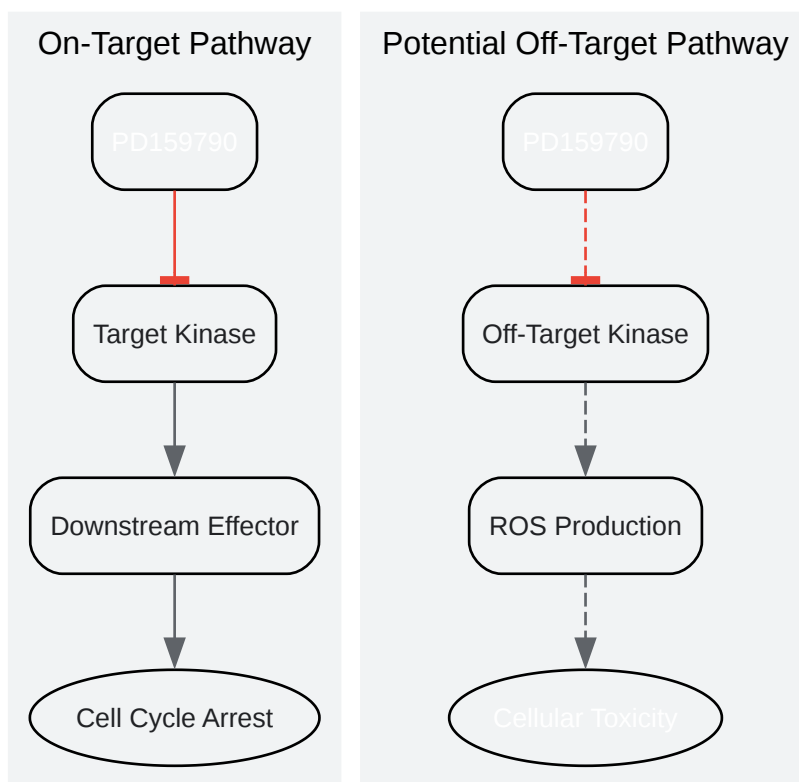 On-Target Pathway
PD159790
Target Kinase
Downstream Effector
Cell Cycle Arrest
Potential Off-Target Pathway
PD159790
Off-Target Kinase
ROS Production
Cellular Toxicity